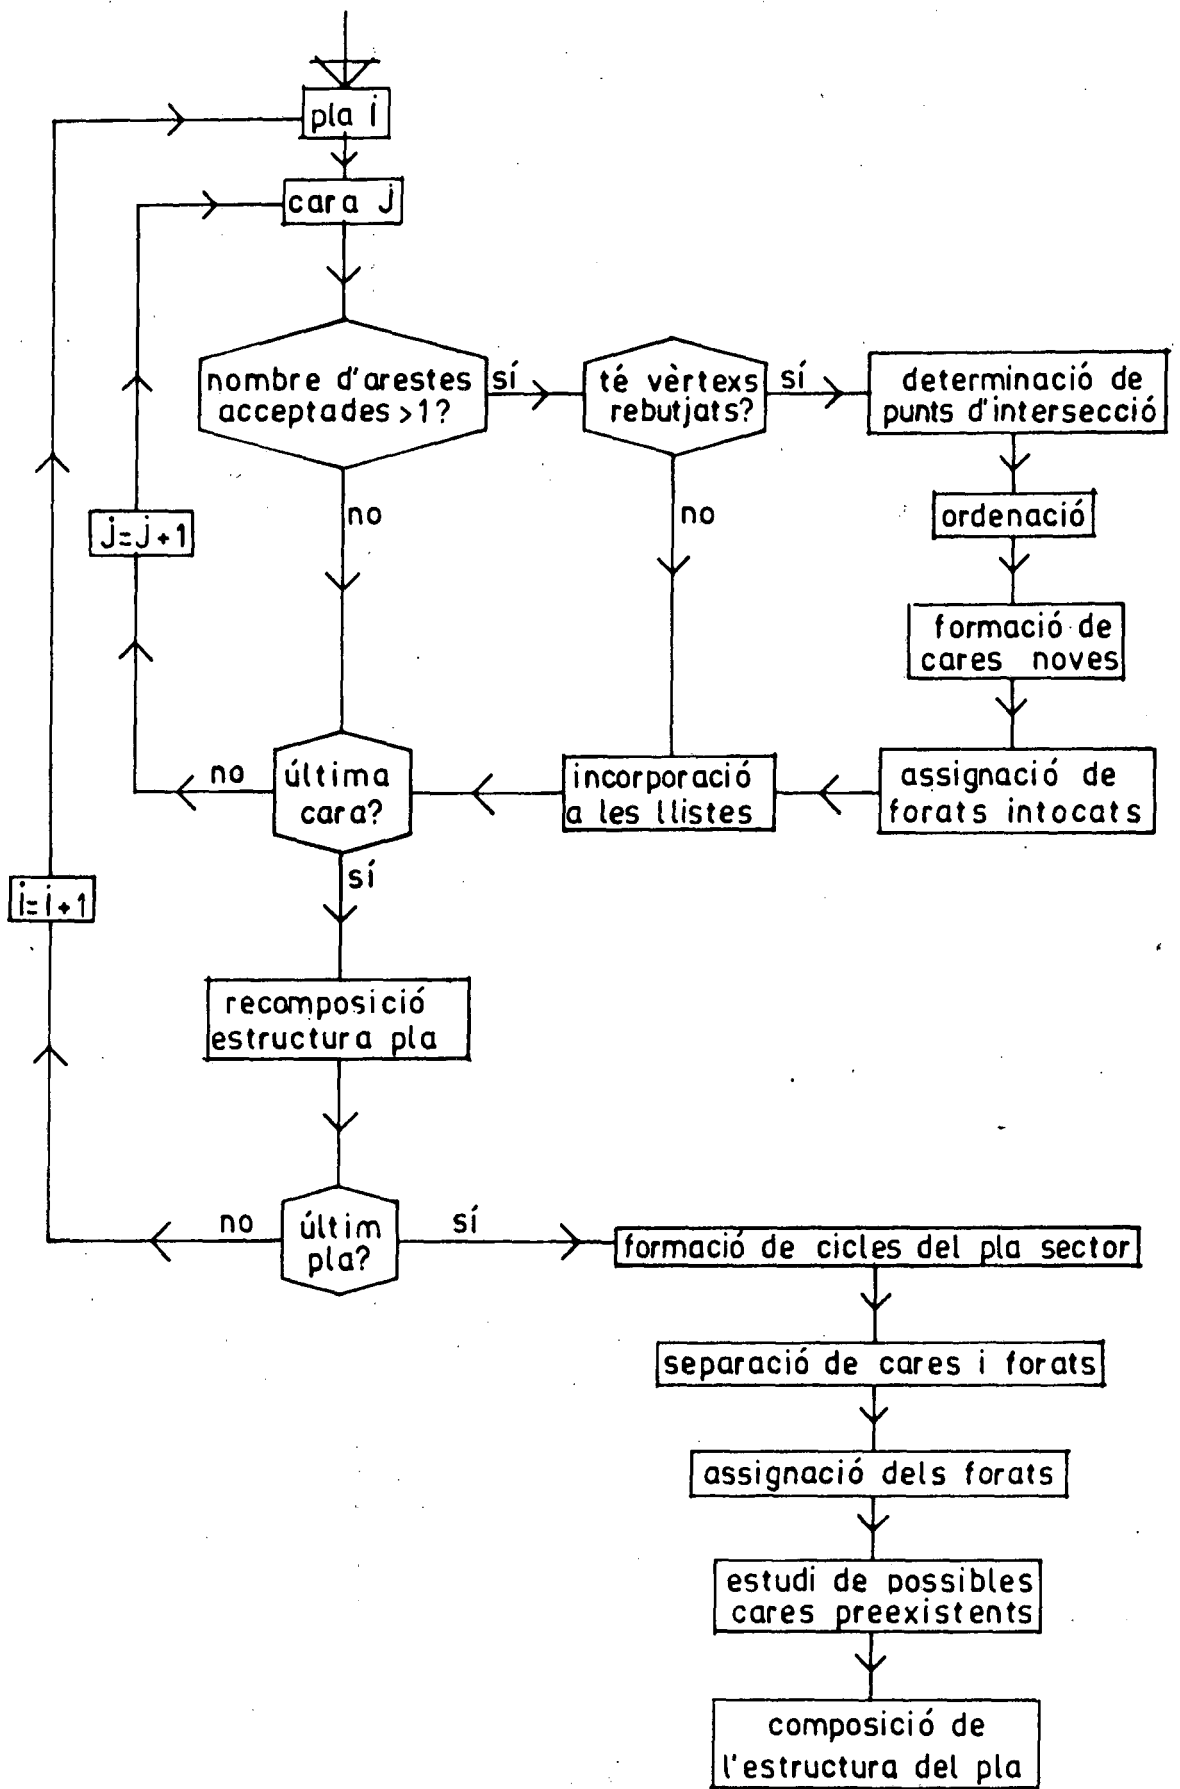 pla i
cara j
nombre d'arestes
acceptades >1?
sí
té vèrtexs
rebutjats?
sí
determinació de
punts d'intersecció
no
no
ordenació
j=j+1
formació de
cares noves
no
última
cara?
incorporació
a les llistes
assignació de
forats intocats
sí
i=i+1
recomposició
estructura pla
no
últim
pla?
sí
formació de cicles del pla sector
separació de cares i forats
assignació dels forats
estudi de possibles
cares preexistents
composició de
l'estructura del pla